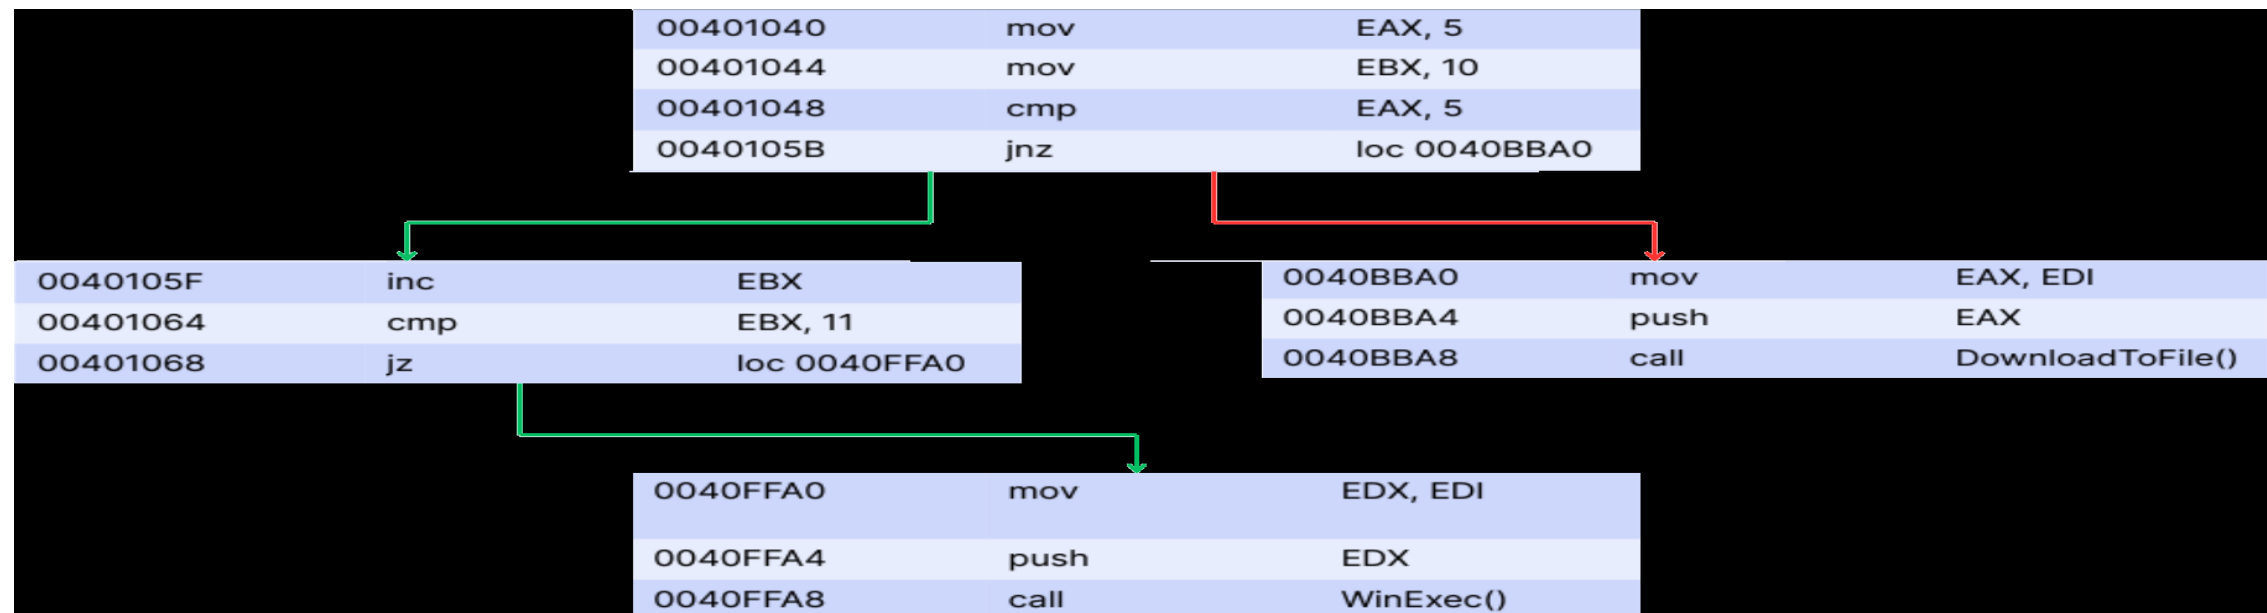 00401040 mov EAX, 5
00401044 mov EBX, 10
00401048 cmp EAX, 5
0040105B jnz loc 0040BBA0
0040105F inc EBX
00401064 cmp EBX, 11
00401068 jz loc 0040FFA0
0040BBA0 mov EAX, EDI
0040BBA4 push EAX
0040BBA8 call DownloadToFile()
0040FFA0 mov EDX, EDI
0040FFA4 push EDX
0040FFA8 call WinExec()